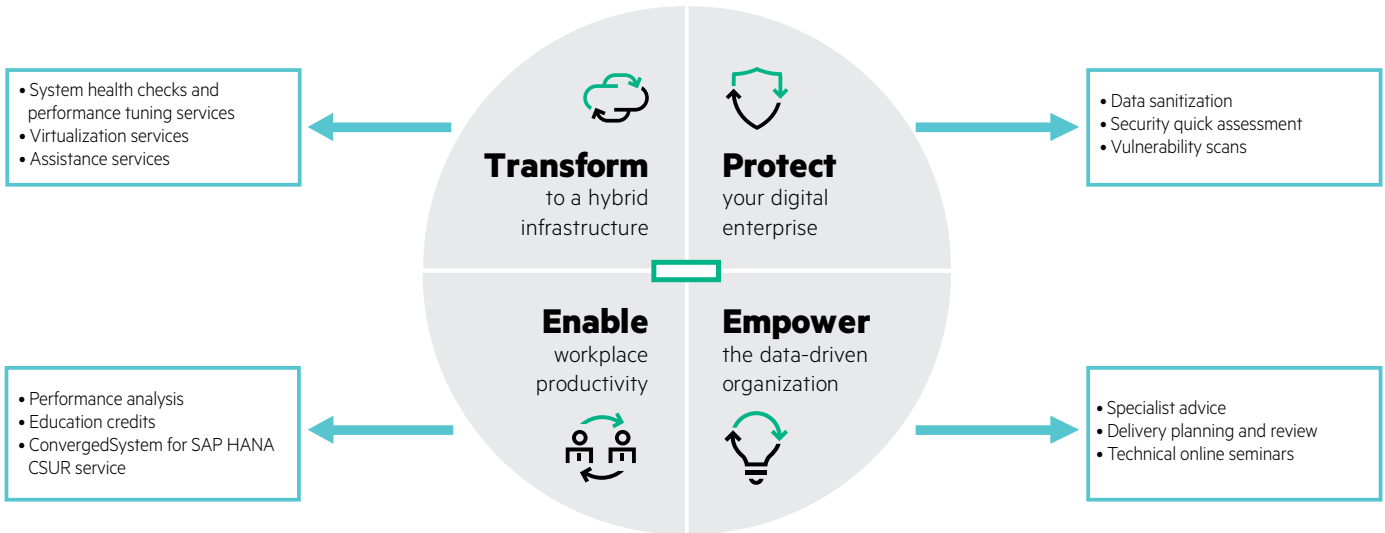 • System health checks and
performance tuning services
• Virtualization services
• Assistance services
Transform
to a hybrid
infrastructure
Protect
your digital
enterprise
• Data sanitization
• Security quick assessment
• Vulnerability scans
• Performance analysis
• Education credits
• ConvergedSystem for SAP HANA
CSUR service
Enable
workplace
productivity
Empower
the data-driven
organization
• Specialist advice
• Delivery planning and review
• Technical online seminars